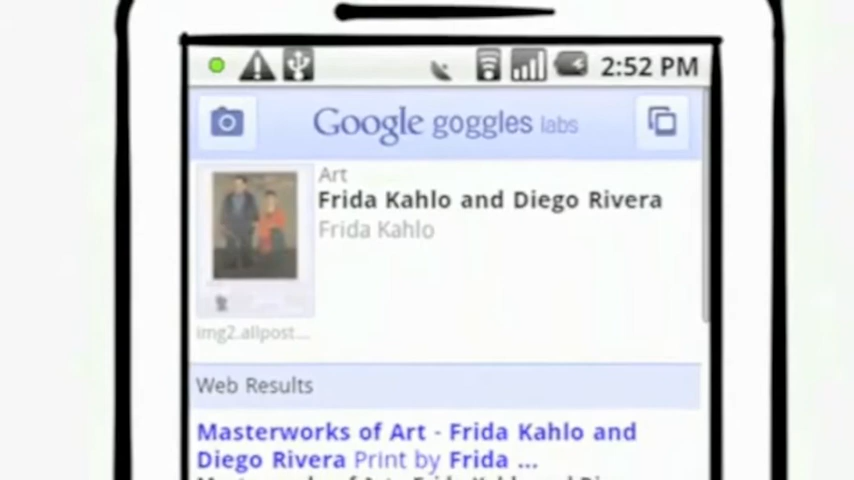 2:52 PM
Google goggles labs
Art
Frida Kahlo and Diego Rivera
Frida Kahlo
img2.allpost...
Web Results
Masterworks of Art - Frida Kahlo and
Diego Rivera Print by Frida ...